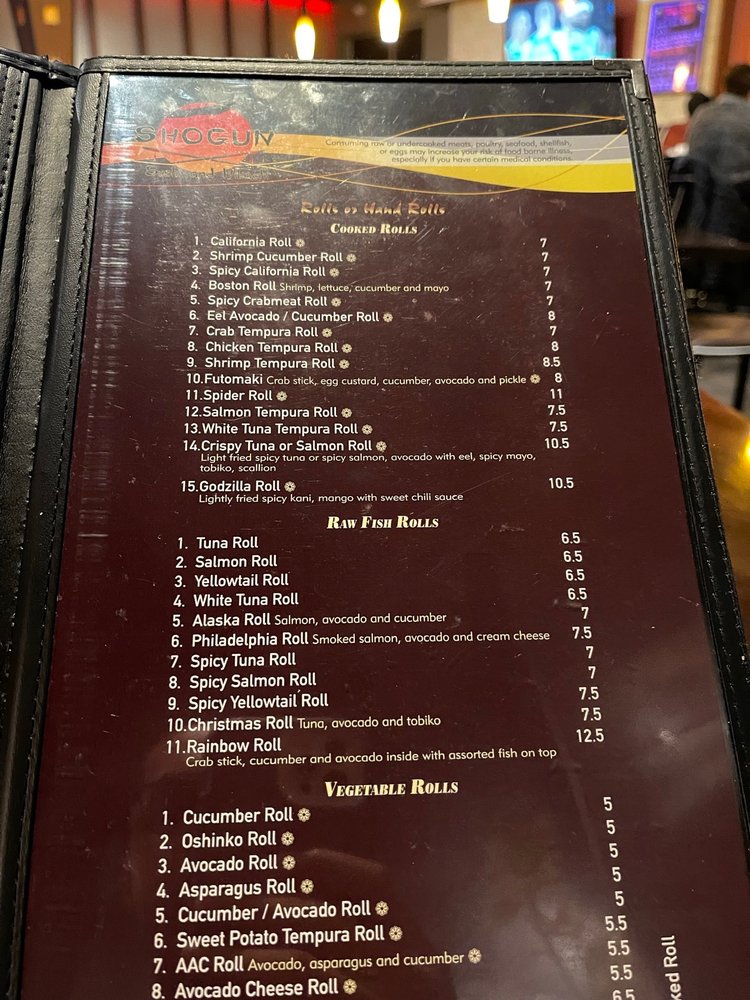 SHOGUN
Consuming raw or undercooked meats, poultry, seafood, shellfish,
or eggs may increase your risk of food borne illness,
especially if you have certain medical conditions.
Rolls or Hand Rolls
COOKED ROLLS
1. California Roll 7
2. Shrimp Cucumber Roll 7
3. Spicy California Roll 7
4. Boston Roll Shrimp, lettuce, cucumber and mayo 7
5. Spicy Crabmeat Roll 7
6. Eel Avocado / Cucumber Roll 8
7. Crab Tempura Roll 7
8. Chicken Tempura Roll 8
9. Shrimp Tempura Roll 8.5
10.Futomaki Crab stick, egg custard, cucumber, avocado and pickle 8
11.Spider Roll 11
12.Salmon Tempura Roll 7.5
13.White Tuna Tempura Roll 7.5
14.Crispy Tuna or Salmon Roll 10.5
Light fried spicy tuna or spicy salmon, avocado with eel, spicy mayo,
tobiko, scallion
15.Godzilla Roll 10.5
Lightly fried spicy kani, mango with sweet chili sauce
RAW FISH ROLLS
1. Tuna Roll 6.5
2. Salmon Roll 6.5
3. Yellowtail Roll 6.5
4. White Tuna Roll 6.5
5. Alaska Roll Salmon, avocado and cucumber 7
6. Philadelphia Roll Smoked salmon, avocado and cream cheese 7.5
7. Spicy Tuna Roll 7
8. Spicy Salmon Roll 7
9. Spicy Yellowtail Roll 7.5
10.Christmas Roll Tuna, avocado and tobiko 7.5
11.Rainbow Roll 12.5
Crab stick, cucumber and avocado inside with assorted fish on top
VEGETABLE ROLLS
1. Cucumber Roll 5
2. Oshinko Roll 5
3. Avocado Roll 5
4. Asparagus Roll 5
5. Cucumber / Avocado Roll 5
6. Sweet Potato Tempura Roll 5.5
7. AAC Roll Avocado, asparagus and cucumber 5.5
8. Avocado Cheese Roll 5.5
6.5
Roll